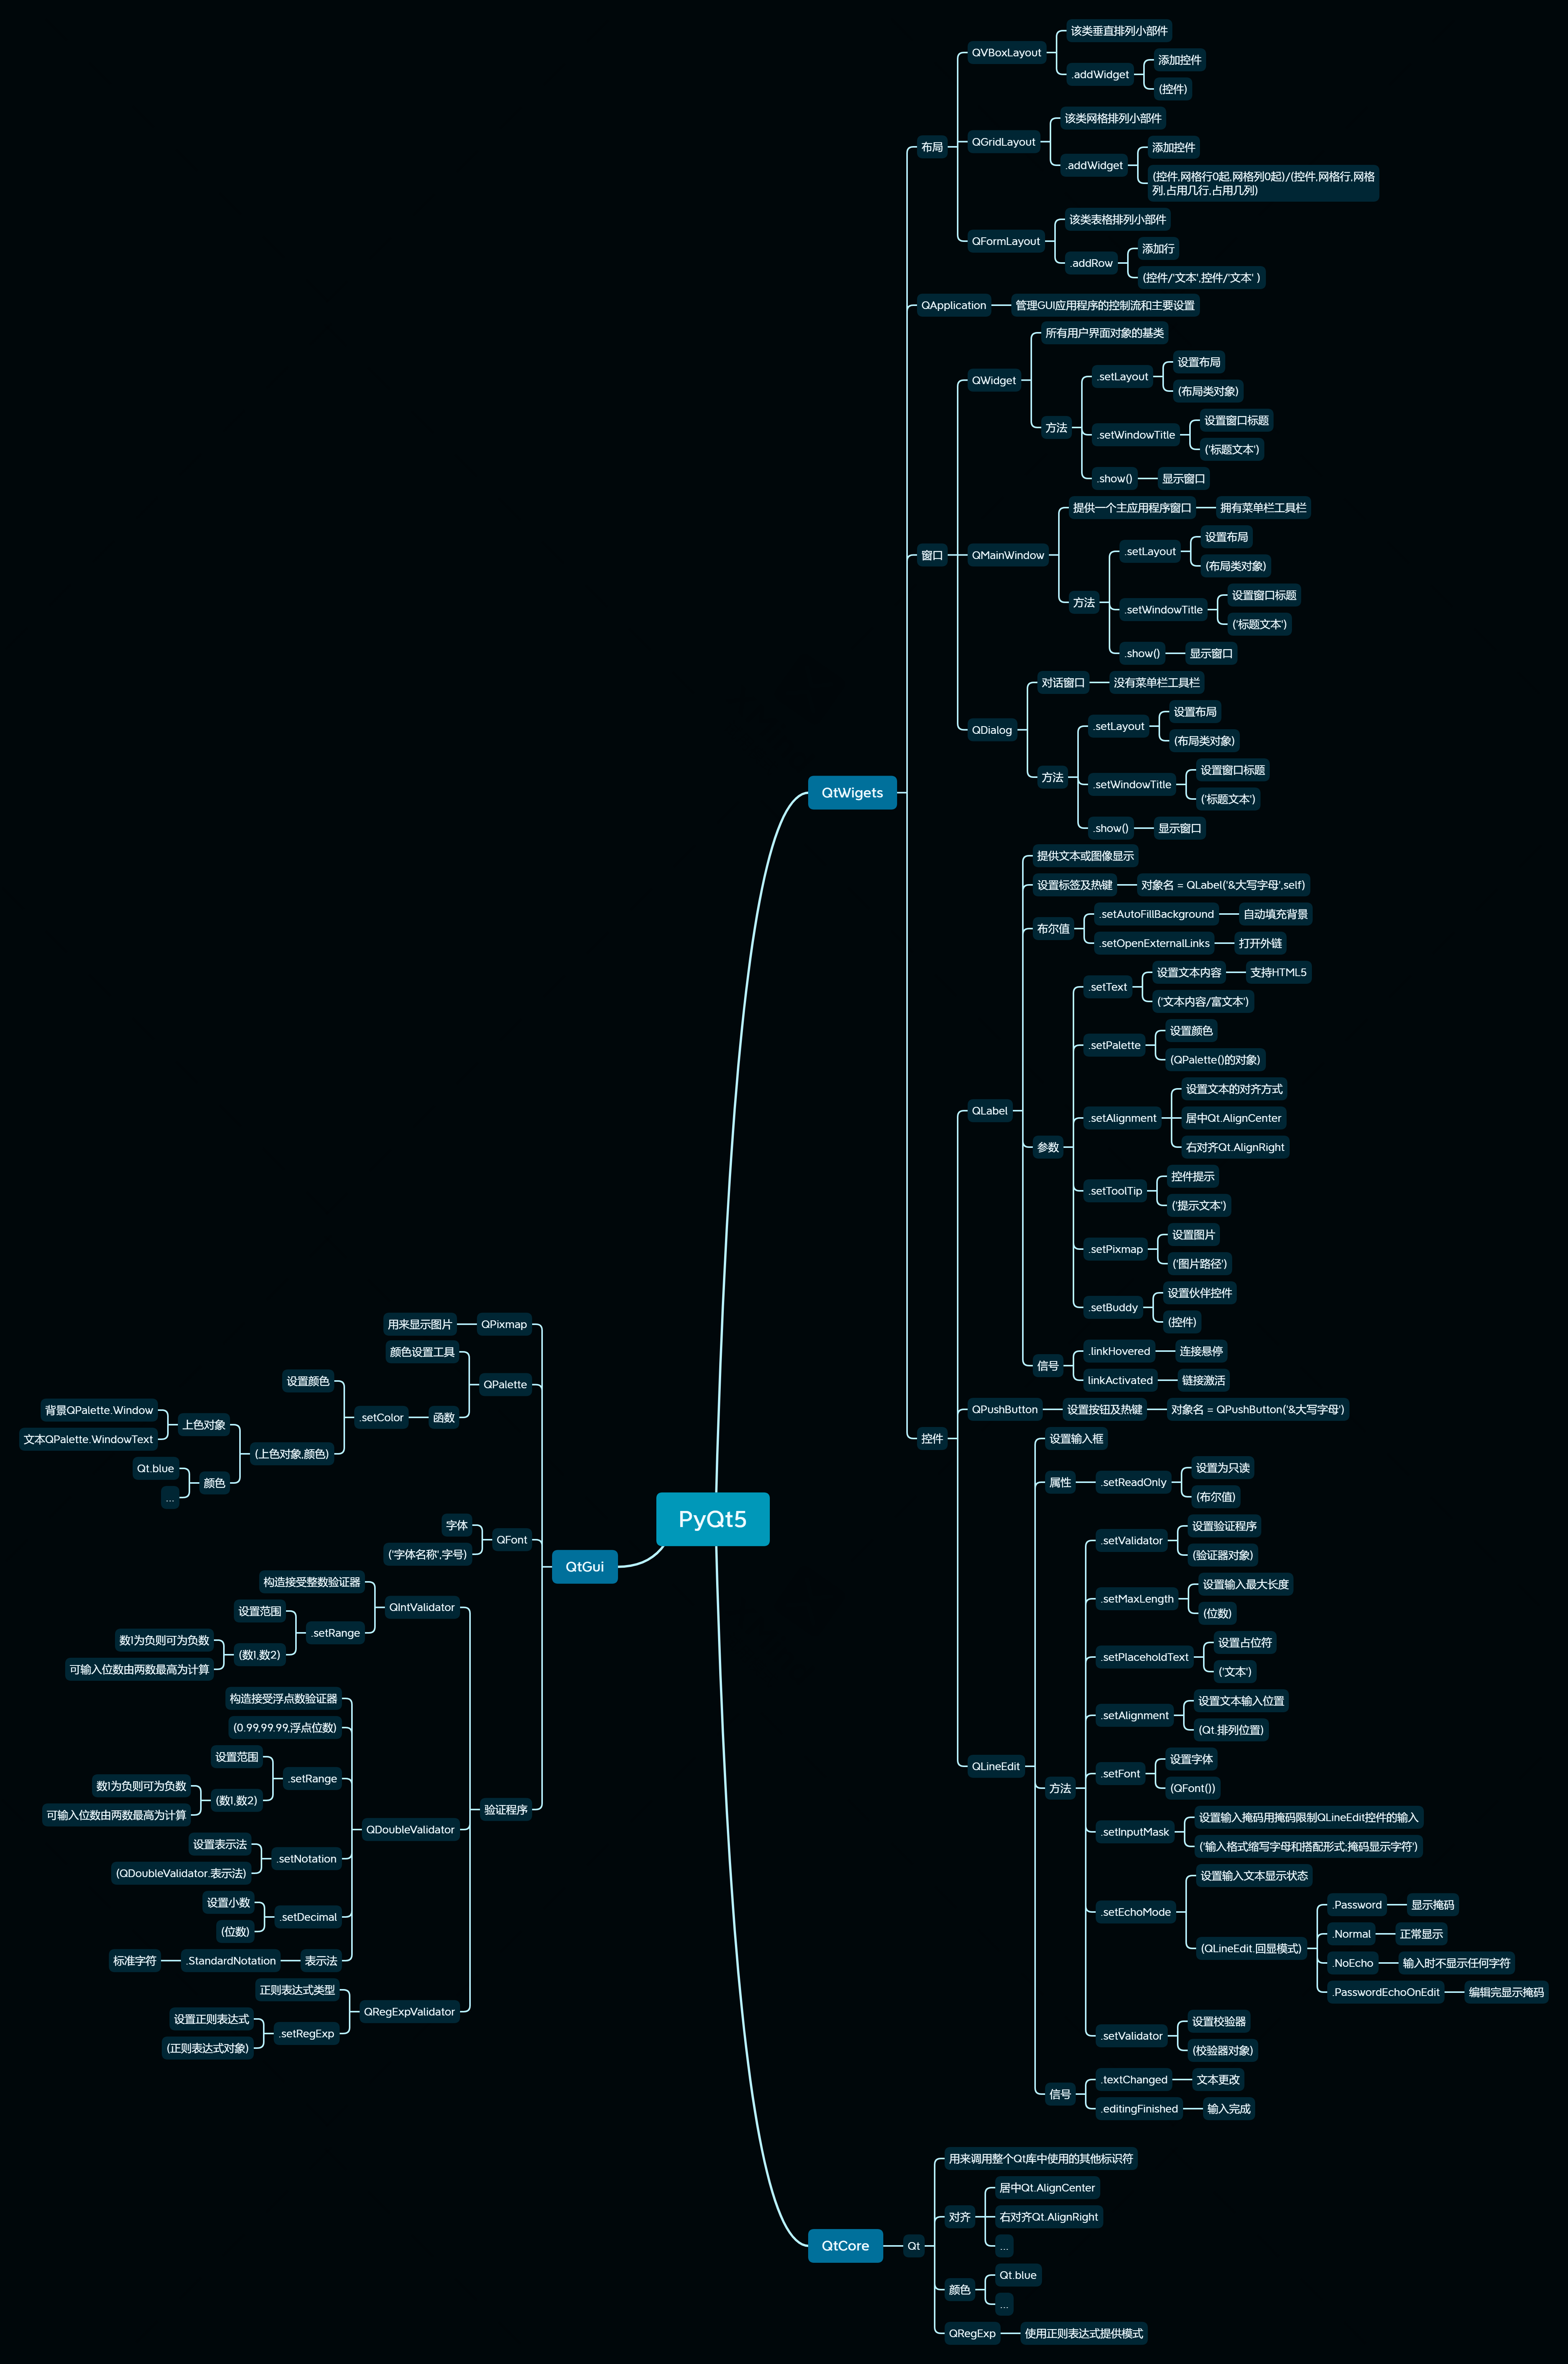 PyQt5
QtWigets
布局
QVBoxLayout
该类垂直排列小部件
.addWidget
添加控件
(控件)
QGridLayout
该类网格排列小部件
.addWidget
添加控件
(控件,网格行0起,网格列0起)/(控件,网格行,网格
列,占用几行,占用几列)
QFormLayout
该类表格排列小部件
.addRow
添加行
(控件/'文本',控件/'文本' )
QApplication
管理GUI应用程序的控制流和主要设置
窗口
QWidget
所有用户界面对象的基类
方法
.setLayout
设置布局
(布局类对象)
.setWindowTitle
设置窗口标题
('标题文本')
.show()
显示窗口
QMainWindow
提供一个主应用程序窗口
拥有菜单栏工具栏
方法
.setLayout
设置布局
(布局类对象)
.setWindowTitle
设置窗口标题
('标题文本')
.show()
显示窗口
QDialog
对话窗口
没有菜单栏工具栏
方法
.setLayout
设置布局
(布局类对象)
.setWindowTitle
设置窗口标题
('标题文本')
.show()
显示窗口
控件
QLabel
提供文本或图像显示
设置标签及热键
对象名 = QLabel('&大写字母',self)
布尔值
.setAutoFillBackground
自动填充背景
.setOpenExternalLinks
打开外链
参数
.setText
设置文本内容
支持HTML5
('文本内容/富文本')
.setPalette
设置颜色
(QPalette()的对象)
.setAlignment
设置文本的对齐方式
居中Qt.AlignCenter
右对齐Qt.AlignRight
.setToolTip
控件提示
('提示文本')
.setPixmap
设置图片
('图片路径')
.setBuddy
设置伙伴控件
(控件)
信号
.linkHovered
连接悬停
linkActivated
链接激活
QPushButton
设置按钮及热键
对象名 = QPushButton('&大写字母')
QLineEdit
设置输入框
属性
.setReadOnly
设置为只读
(布尔值)
方法
.setValidator
设置验证程序
(验证器对象)
.setMaxLength
设置输入最大长度
(位数)
.setPlaceholdText
设置占位符
('文本')
.setAlignment
设置文本输入位置
(Qt.排列位置)
.setFont
设置字体
(QFont())
.setInputMask
设置输入掩码用掩码限制QLineEdit控件的输入
('输入格式缩写字母和搭配形式;掩码显示字符')
.setEchoMode
设置输入文本显示状态
(QLineEdit.回显模式)
.Password
显示掩码
.Normal
正常显示
.NoEcho
输入时不显示任何字符
.PasswordEchoOnEdit
编辑完显示掩码
.setValidator
设置校验器
(校验器对象)
信号
.textChanged
文本更改
.editingFinished
输入完成
QtGui
QPixmap
用来显示图片
QPalette
颜色设置工具
函数
.setColor
设置颜色
(上色对象,颜色)
上色对象
背景QPalette.Window
文本QPalette.WindowText
颜色
Qt.blue
...
QFont
字体
('字体名称",字号)
验证程序
QIntValidator
构造接受整数验证器
.setRange
设置范围
(数1,数2)
数1为负则可为负数
可输入位数由两数最高为计算
QDoubleValidator
构造接受浮点数验证器
(0.99,99.99,浮点位数)
.setRange
设置范围
(数1,数2)
数1为负则可为负数
可输入位数由两数最高为计算
.setNotation
设置表示法
(QDoubleValidator.表示法)
.setDecimal
设置小数
(位数)
表示法
.StandardNotation
标准字符
QRegExpValidator
正则表达式类型
.setRegExp
设置正则表达式
(正则表达式对象)
QtCore
Qt
用来调用整个Qt库中使用的其他标识符
对齐
居中Qt.AlignCenter
右对齐Qt.AlignRight
...
颜色
Qt.blue
...
QRegExp
使用正则表达式提供模式